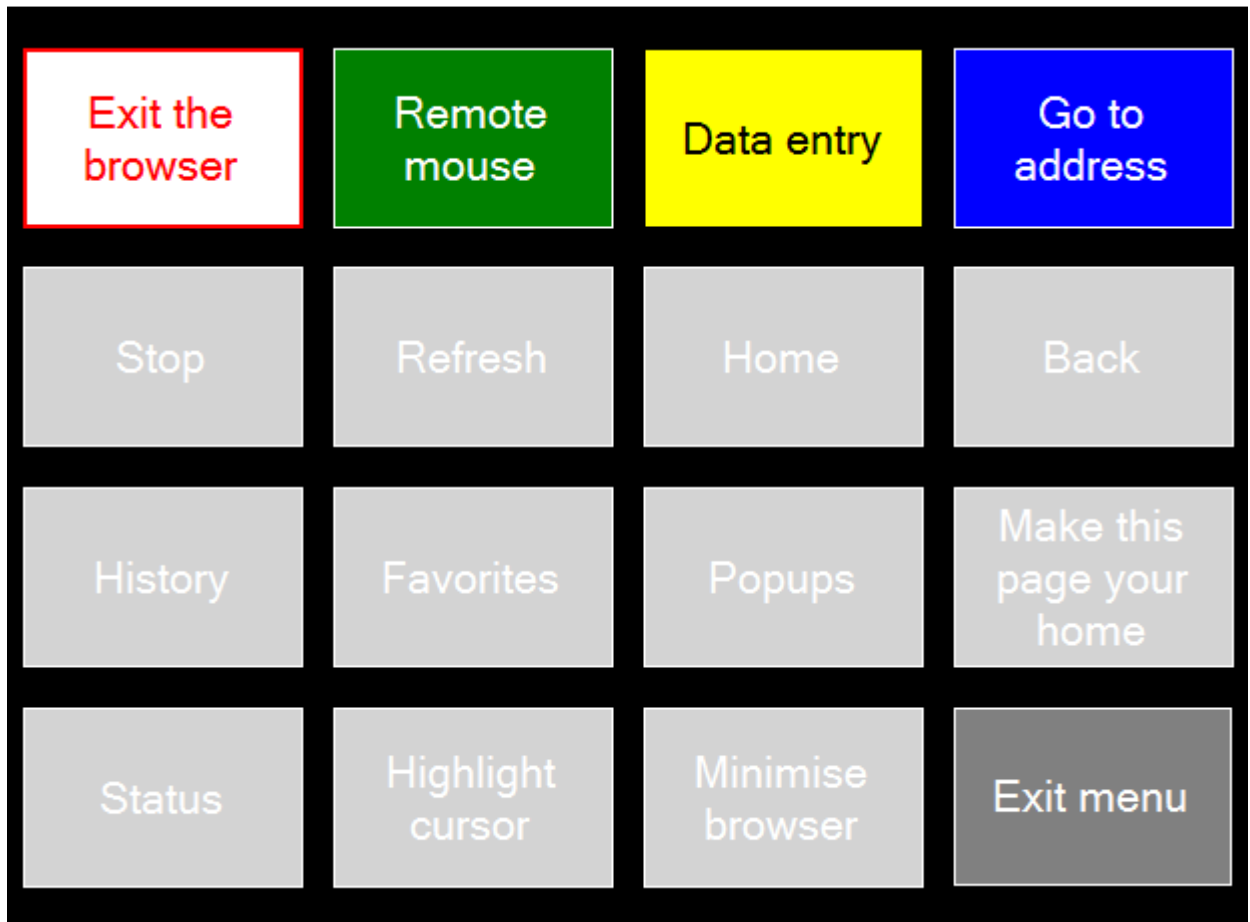 Exit the
browser
Remote
mouse
Data entry
Go to
address
Stop
Refresh
Home
Back
History
Favorites
Popups
Make this
page your
home
Status
Highlight
cursor
Minimise
browser
Exit menu